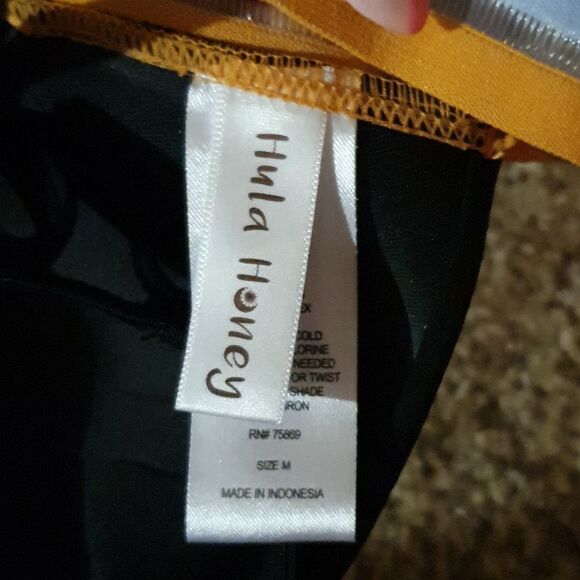 Hula Honey
EX
COLD
LORINE
NEEDED
OR TWIST
SHADE
IRON
RN# 75869
SIZE M
MADE IN INDONESIA